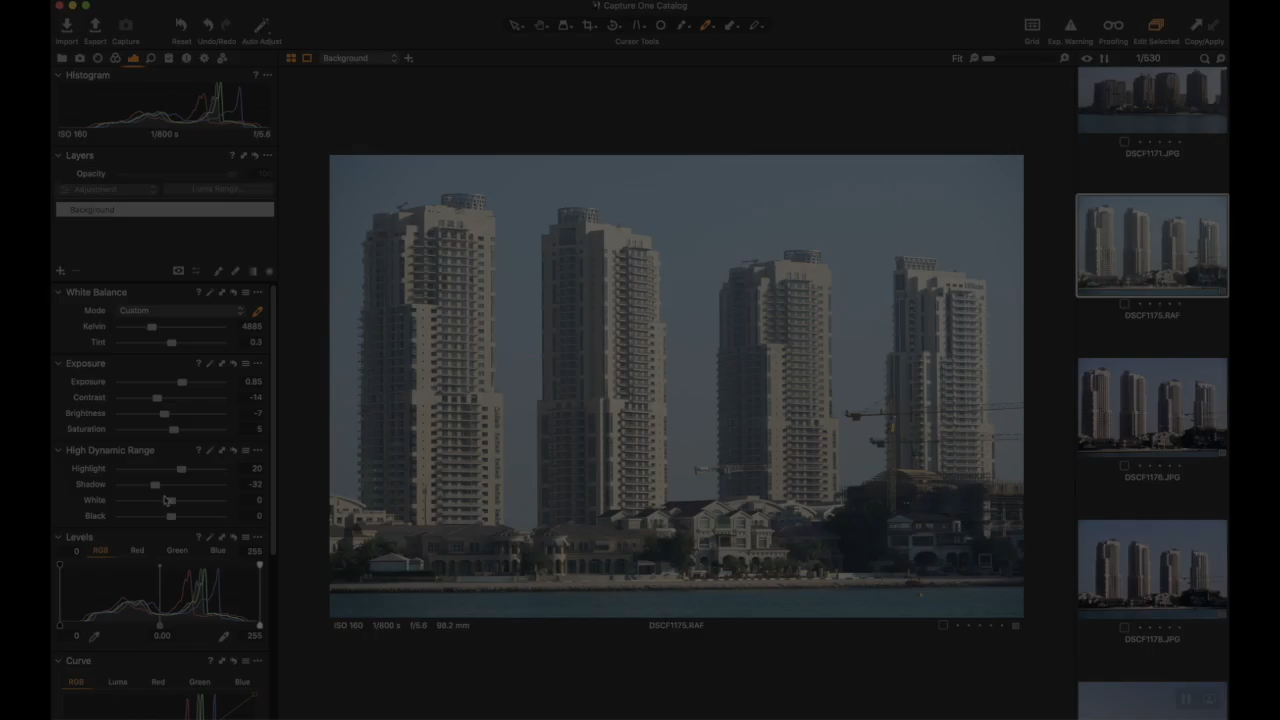 Capture One Catalog
Import Export Capture Reset Undo/Redo Auto Adjust Cursor Tools Grid Exp. Warning Proofing Edit Selected Copy/Apply
Background Fit 1/530
Histogram
ISO 160 1/800 s f/5.6
Layers
Opacity 100
Adjustment Luma Range...
Background
White Balance
Mode Custom
Kelvin 4885
Tint 0.3
Exposure
Exposure 0.85
Contrast -14
Brightness -7
Saturation 5
High Dynamic Range
Highlight 20
Shadow -32
White 0
Black 0
Levels
0 RGB Red Green Blue 255
0 0.00 255
Curve
RGB Luma Red Green Blue
ISO 160 1/800 s f/5.6 98.2 mm DSCF1175.RAF
DSCF1171.JPG
DSCF1175.RAF
DSCF1176.JPG
DSCF1178.JPG